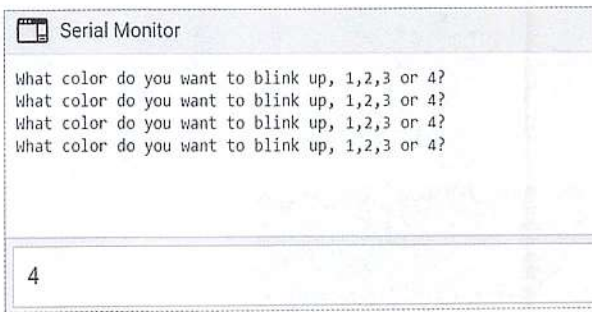 Serial Monitor
What color do you want to blink up, 1,2,3 or 4?
What color do you want to blink up, 1,2,3 or 4?
What color do you want to blink up, 1,2,3 or 4?
What color do you want to blink up, 1,2,3 or 4?
4